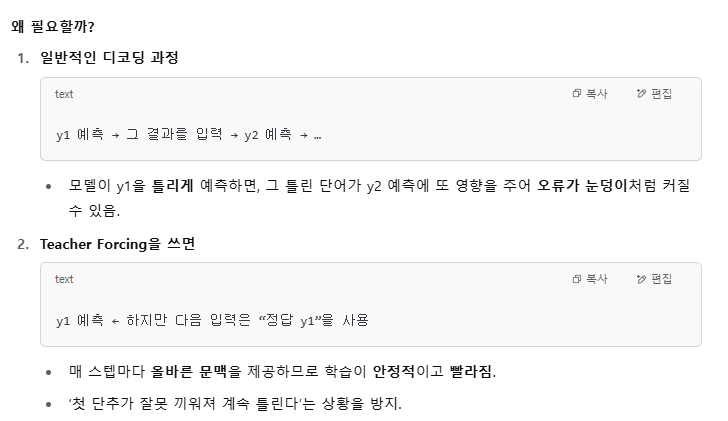 왜 필요할까?
1. 일반적인 디코딩 과정
text
복사
편집
y1 예측 → 그 결과를 입력 → y2 예측 → …
• 모델이 y1을 틀리게 예측하면, 그 틀린 단어가 y2 예측에 또 영향을 주어 오류가 눈덩이처럼 커질
수 있음.
2. Teacher Forcing을 쓰면
text
복사
편집
y1 예측 ← 하지만 다음 입력은 “정답 y1”을 사용
• 매 스텝마다 올바른 문맥을 제공하므로 학습이 안정적이고 빨라짐.
• ‘첫 단추가 잘못 끼워져 계속 틀린다’는 상황을 방지.